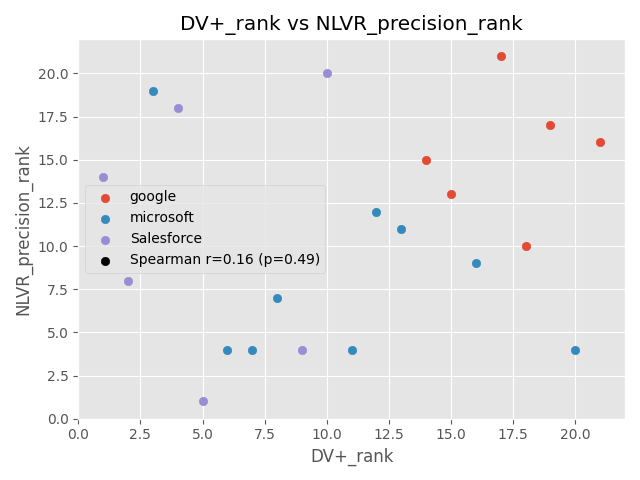 DV+_rank vs NLVR_precision_rank
20.0
17.5
15.0
12.5
10.0
7.5
5.0
2.5
0.0
NLVR_precision_rank
google
microsoft
Salesforce
Spearman r=0.16 (p=0.49)
0.0 2.5 5.0 7.5 10.0 12.5 15.0 17.5 20.0
DV+_rank